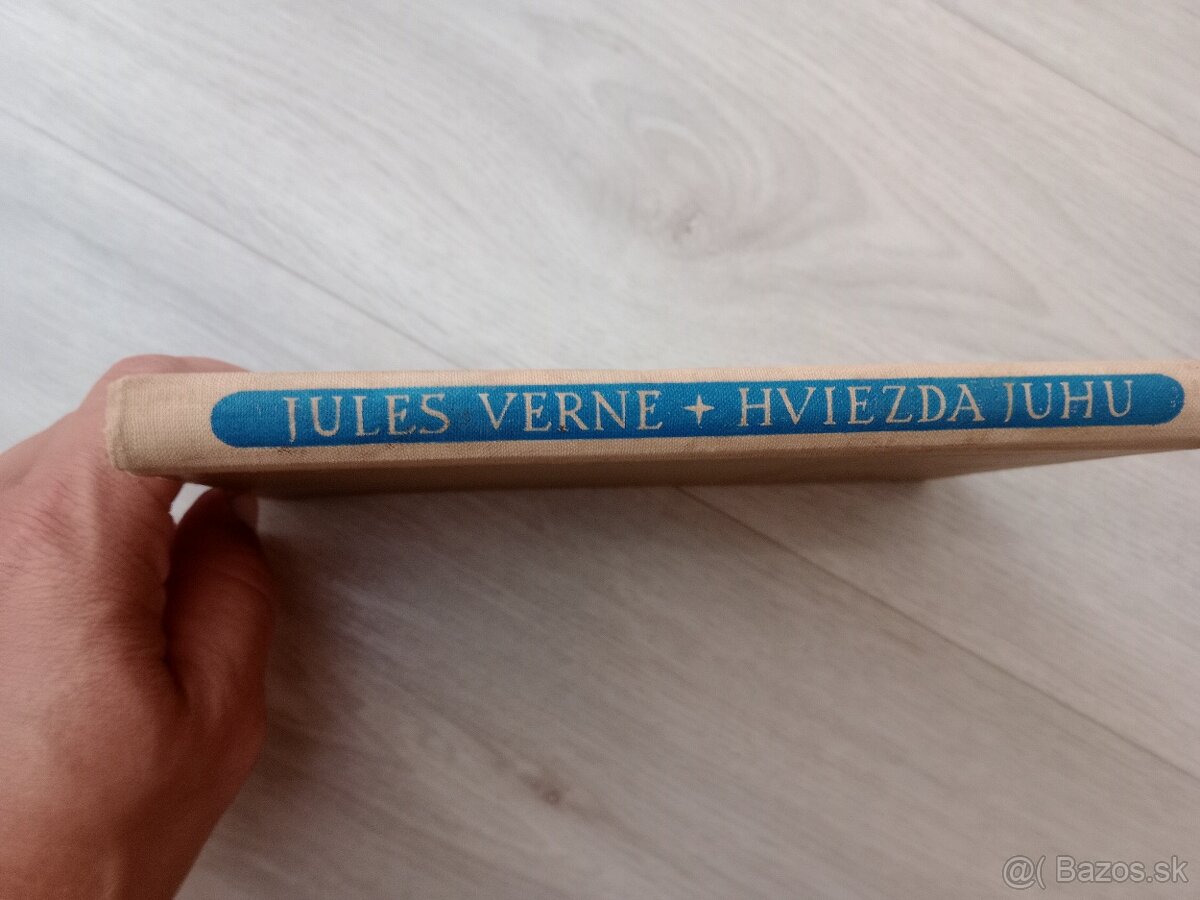 JULES VERNE + HVIEZDA JUHU
@( Bazos.sk